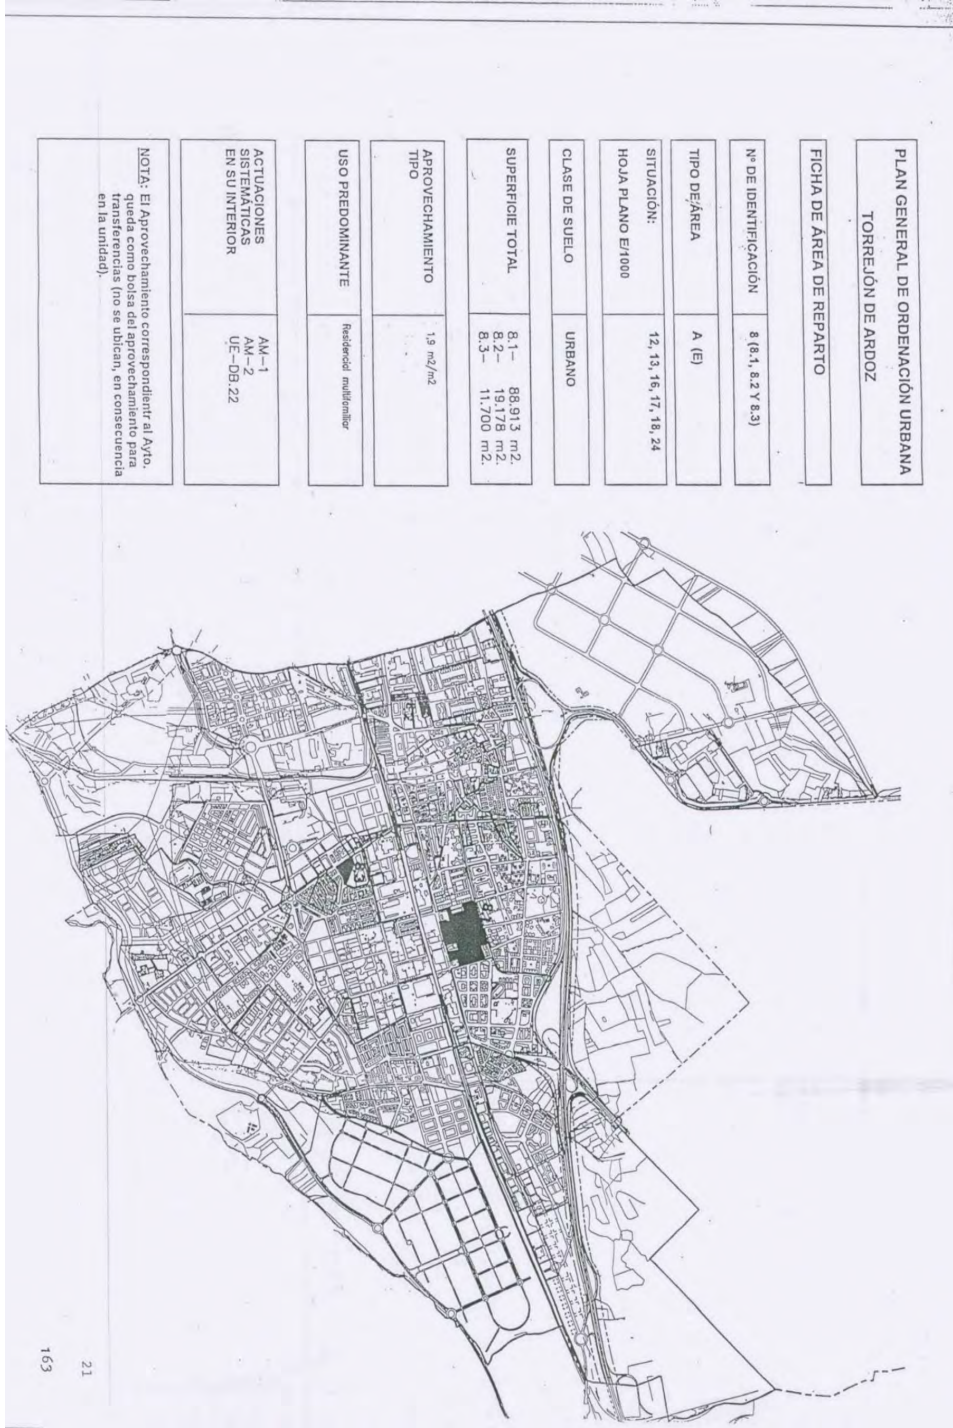 PLAN GENERAL DE ORDENACIÓN URBANA
TORREJÓN DE ARDOZ
FICHA DE ÁREA DE REPARTO
Nº DE IDENTIFICACIÓN
8 (8.1, 8.2 Y 8.3)
TIPO DE ÁREA
A (E)
SITUACIÓN:
HOJA PLANO E/1000
12, 13, 16, 17, 18, 24
CLASE DE SUELO
URBANO
SUPERFICIE TOTAL
8.1— 88.913 m2.
8.2— 19.178 m2.
8.3— 11.700 m2.
APROVECHAMIENTO
TIPO
1,9 m2/m2
USO PREDOMINANTE
Residencial multifamiliar
ACTUACIONES
SISTEMÁTICAS
EN SU INTERIOR
AM—1
AM—2
UE—DB.22
NOTA: El Aprovechamiento correspondientr al Ayto.
queda como bolsa del aprovechamiento para
transferencias (no se ubican, en consecuencia
en la unidad).
8.3
21
163